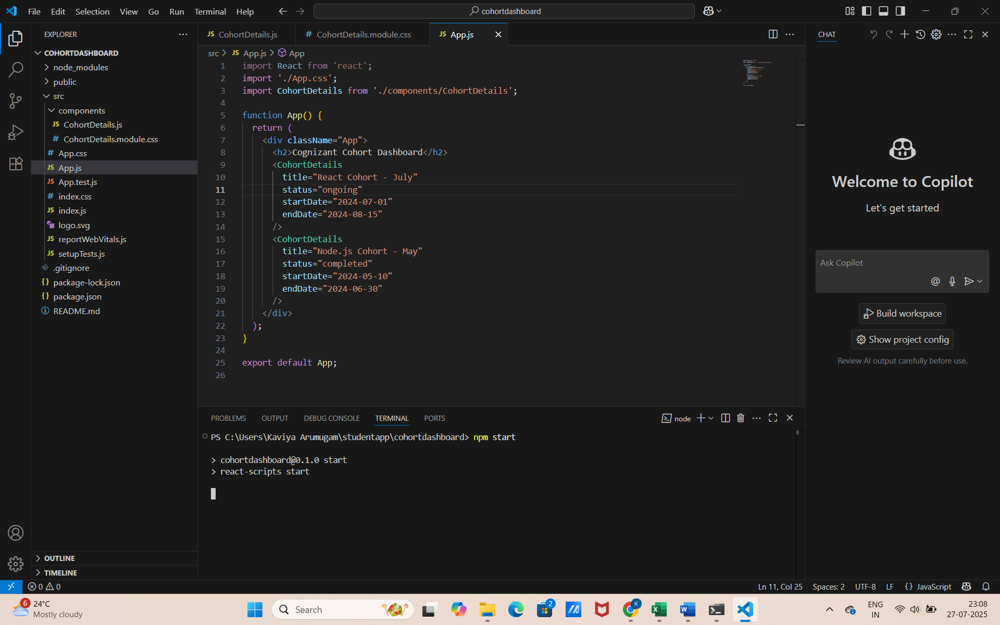 File Edit Selection View Go Run Terminal Help
cohortdashboard
EXPLORER
COHORTDASHBOARD
node_modules
public
src
components
JS CohortDetails.js
# CohortDetails.module.css
# App.css
JS App.js
JS App.test.js
# index.css
JS index.js
logo.svg
JS reportWebVitals.js
JS setupTests.js
.gitignore
{} package-lock.json
{} package.json
README.md
OUTLINE
TIMELINE
JS CohortDetails.js # CohortDetails.module.css JS App.js
src > JS App.js > App
1 import React from 'react';
2 import './App.css';
3 import CohortDetails from './components/CohortDetails';
4
5 function App() {
6 return (
7 <div className="App">
8 <h2>Cognizant Cohort Dashboard</h2>
9 <CohortDetails
10 title="React Cohort - July"
11 status="ongoing"
12 startDate="2024-07-01"
13 endDate="2024-08-15"
14 />
15 <CohortDetails
16 title="Node.js Cohort - May"
17 status="completed"
18 startDate="2024-05-10"
19 endDate="2024-06-30"
20 />
21 </div>
22 );
23 }
24
25 export default App;
26
PROBLEMS OUTPUT DEBUG CONSOLE TERMINAL PORTS
node
PS C:\Users\Kaviya Arumugam\studentapp\cohortdashboard> npm start
> cohortdashboard@0.1.0 start
> react-scripts start
CHAT
Welcome to Copilot
Let's get started
Ask Copilot
Build workspace
Show project config
Review AI output carefully before use.
0 0
Ln 11, Col 25 Spaces: 2 UTF-8 LF {} JavaScript
6
24°C
Mostly cloudy
Search
2
K
ENG
IN
23:08
27-07-2025